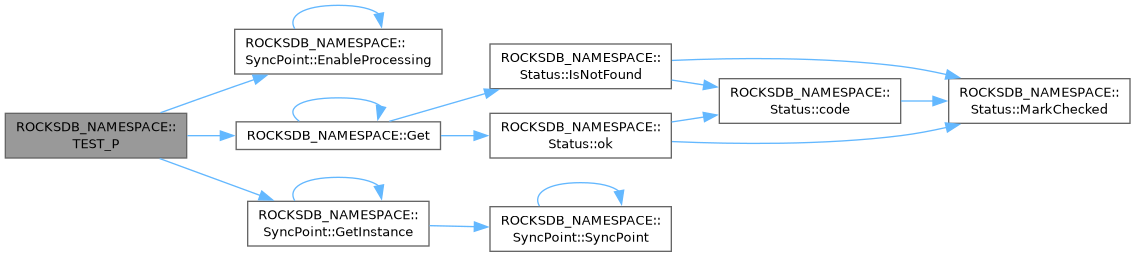 ROCKSDB_NAMESPACE::
TEST_P
ROCKSDB_NAMESPACE::
SyncPoint::EnableProcessing
ROCKSDB_NAMESPACE::Get
ROCKSDB_NAMESPACE::
SyncPoint::GetInstance
ROCKSDB_NAMESPACE::
Status::IsNotFound
ROCKSDB_NAMESPACE::
Status::ok
ROCKSDB_NAMESPACE::
SyncPoint::SyncPoint
ROCKSDB_NAMESPACE::
Status::code
ROCKSDB_NAMESPACE::
Status::MarkChecked